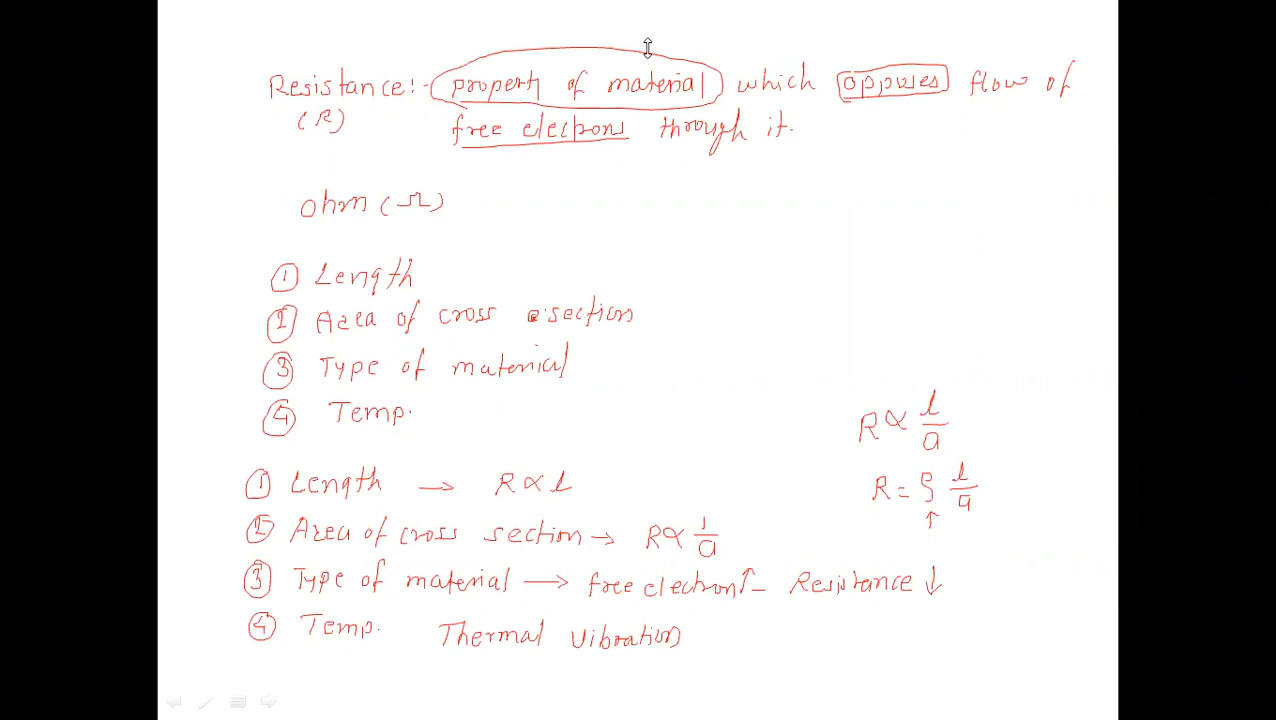 Resistance:- property of material which opposes flow of
(R) free electrons through it.
ohm (Ω)
① Length
② Area of cross section
③ Type of material
④ Temp.
R ∝ l/a
① Length → R ∝ l
R = ρ l/a
↑
② Area of cross section → R ∝ 1/a
③ Type of material → free electron ↑ – Resistance ↓
④ Temp. Thermal vibration